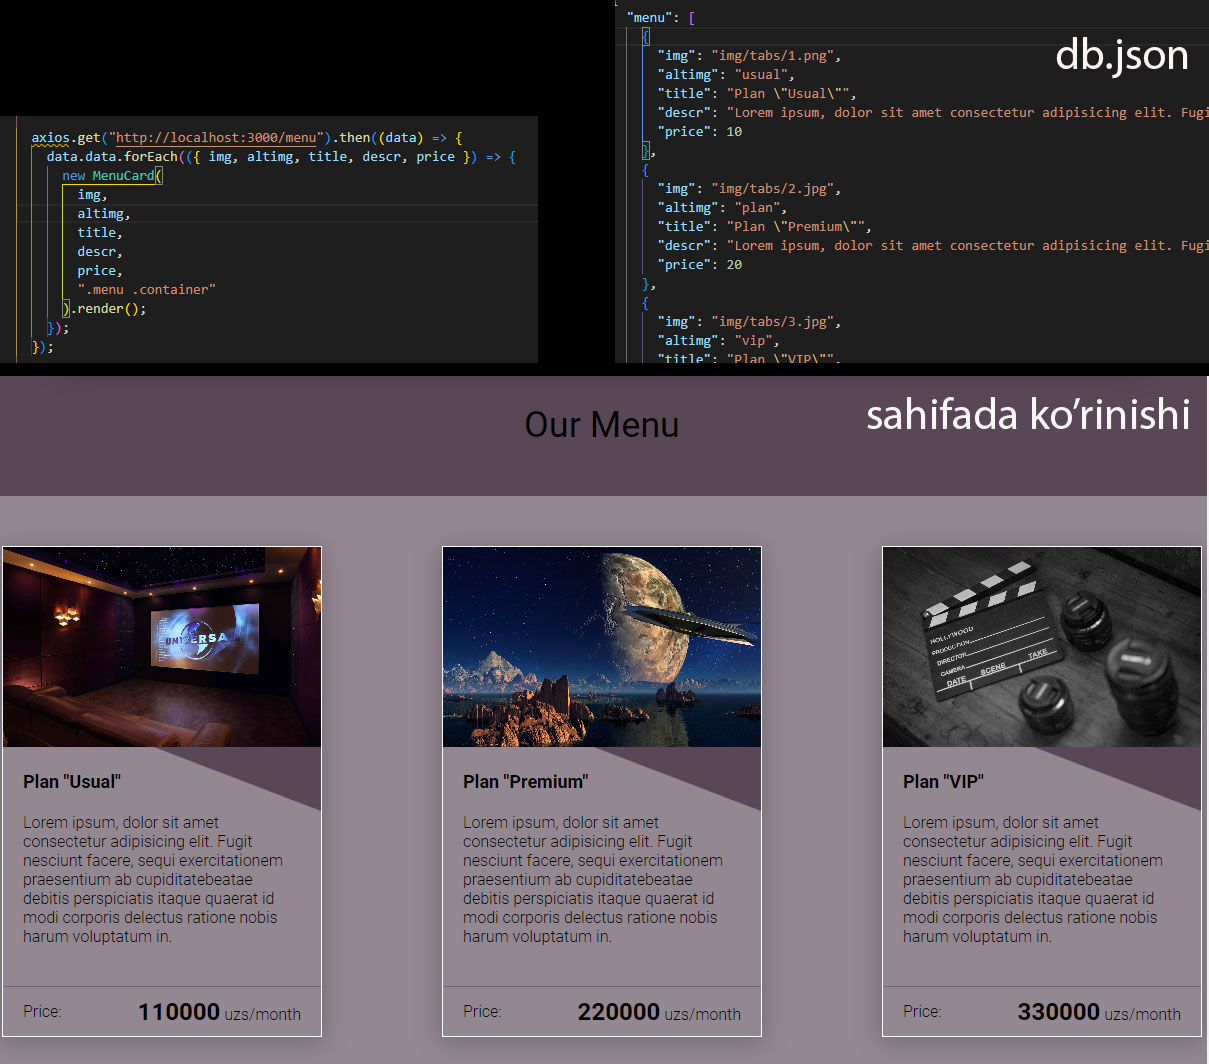 axios.get("http://localhost:3000/menu").then((data) => {
data.data.forEach(({ img, altimg, title, descr, price }) => {
new MenuCard(
img,
altimg,
title,
descr,
price,
".menu .container"
).render();
});
});
"menu": [
{
"img": "img/tabs/1.png",
"altimg": "usual",
"title": "Plan \"Usual\"",
"descr": "Lorem ipsum, dolor sit amet consectetur adipisicing elit. Fugi
"price": 10
},
{
"img": "img/tabs/2.jpg",
"altimg": "plan",
"title": "Plan \"Premium\"",
"descr": "Lorem ipsum, dolor sit amet consectetur adipisicing elit. Fugi
"price": 20
},
{
"img": "img/tabs/3.jpg",
"altimg": "vip",
"title": "Plan \"VIP\"",
db.json
Our Menu
sahifada ko’rinishi
UNIVERSA
Plan "Usual"
Lorem ipsum, dolor sit amet
consectetur adipisicing elit. Fugit
nesciunt facere, sequi exercitationem
praesentium ab cupiditatebeatae
debitis perspiciatis itaque quaerat id
modi corporis delectus ratione nobis
harum voluptatum in.
Price: 110000 uzs/month
Plan "Premium"
Lorem ipsum, dolor sit amet
consectetur adipisicing elit. Fugit
nesciunt facere, sequi exercitationem
praesentium ab cupiditatebeatae
debitis perspiciatis itaque quaerat id
modi corporis delectus ratione nobis
harum voluptatum in.
Price: 220000 uzs/month
HOLLYWOOD
PRODUCTION
DIRECTOR
CAMERA
DATE SCENE TAKE
Plan "VIP"
Lorem ipsum, dolor sit amet
consectetur adipisicing elit. Fugit
nesciunt facere, sequi exercitationem
praesentium ab cupiditatebeatae
debitis perspiciatis itaque quaerat id
modi corporis delectus ratione nobis
harum voluptatum in.
Price: 330000 uzs/month